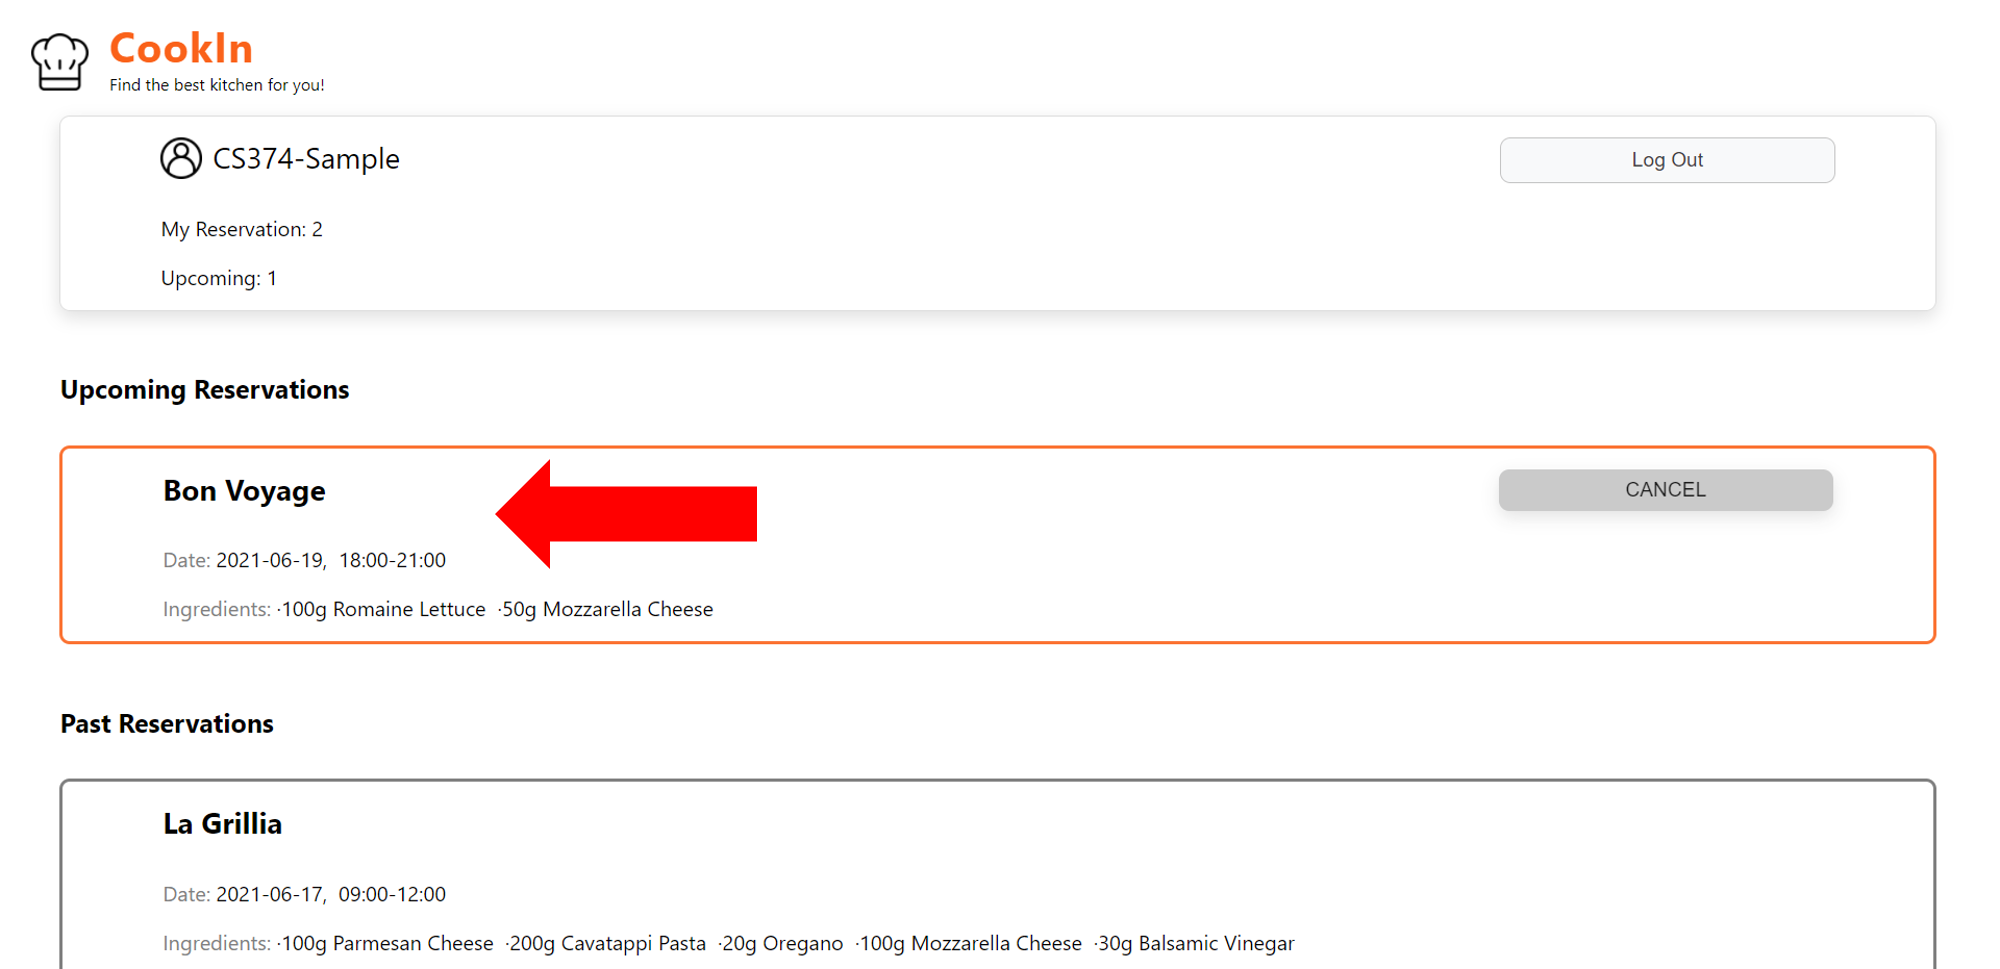 CookIn
Find the best kitchen for you!
CS374-Sample
Log Out
My Reservation: 2
Upcoming: 1
Upcoming Reservations
Bon Voyage
CANCEL
Date: 2021-06-19, 18:00-21:00
Ingredients: ·100g Romaine Lettuce ·50g Mozzarella Cheese
Past Reservations
La Grillia
Date: 2021-06-17, 09:00-12:00
Ingredients: ·100g Parmesan Cheese ·200g Cavatappi Pasta ·20g Oregano ·100g Mozzarella Cheese ·30g Balsamic Vinegar